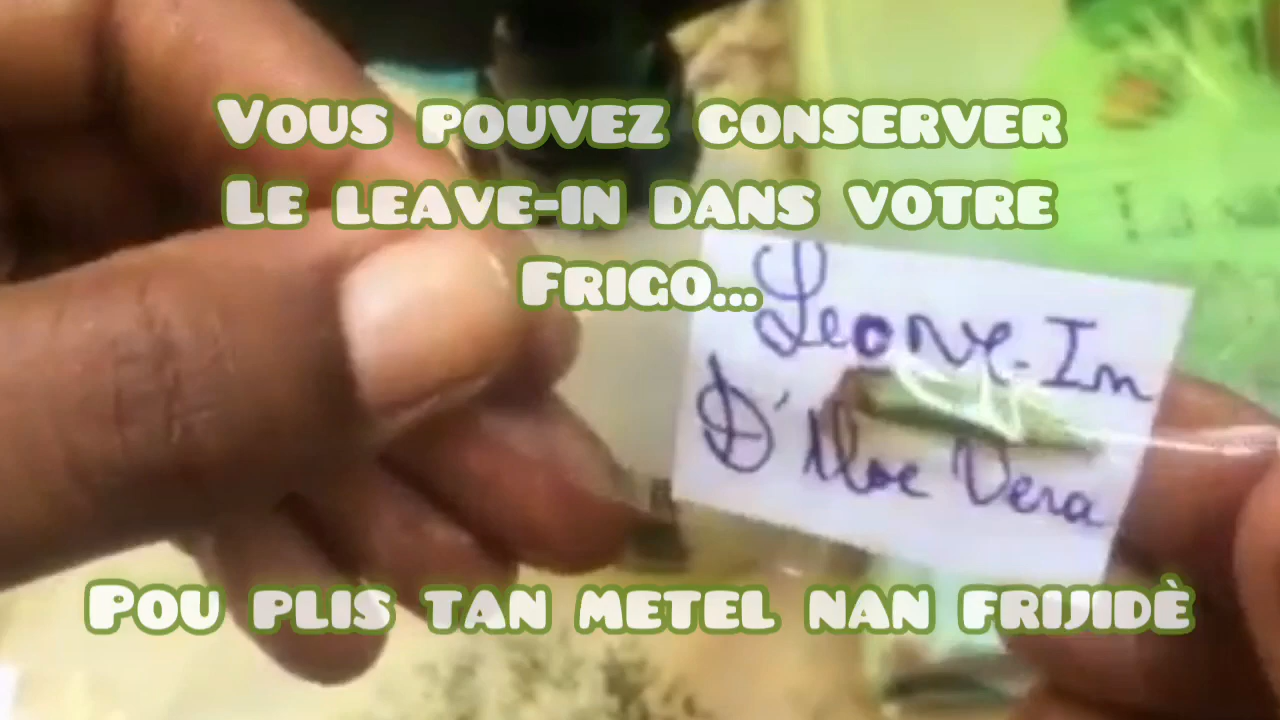 Vous pouvez conserver
Le leave-in dans votre
Frigo...
Leave-In
D'Aloe Vera
Pou plis tan metel nan frijidè